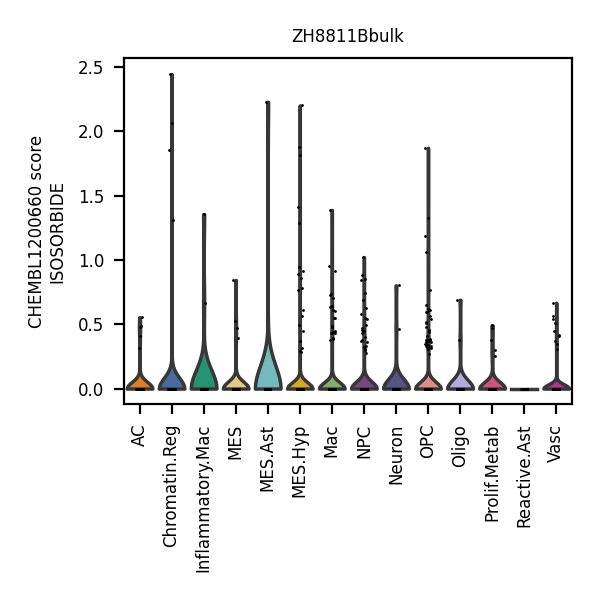 ZH8811Bbulk
CHEMBL1200660 score
ISOSORBIDE
2.5
2.0
1.5
1.0
0.5
0.0
AC
Chromatin.Reg
Inflammatory.Mac
MES
MES.Ast
MES.Hyp
Mac
NPC
Neuron
OPC
Oligo
Prolif.Metab
Reactive.Ast
Vasc